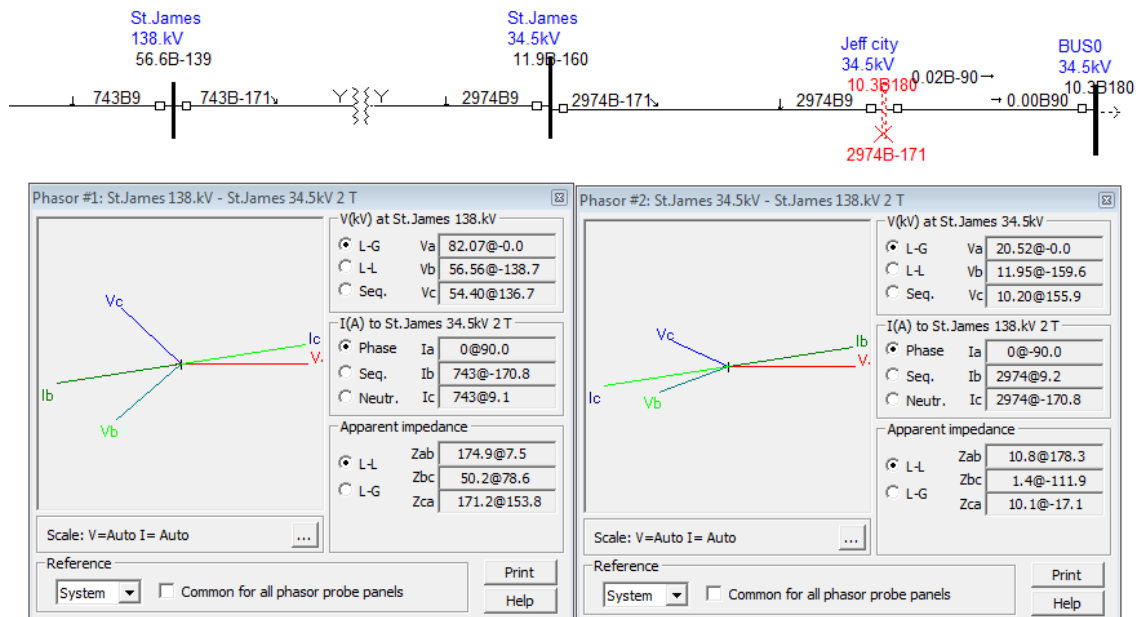 St.James
138.kV
56.6B-139
St.James
34.5kV
11.9B-160
Jeff city
34.5kV
10.3B180
BUS0
34.5kV
10.3B180
0.02B-90→
743B9
743B-171
2974B9
2974B-171
2974B9
→ 0.00B90
2974B-171
Phasor #1: St.James 138.kV - St.James 34.5kV 2 T
V(kV) at St.James 138.kV
L-G Va 82.07@-0.0
L-L Vb 56.56@-138.7
Seq. Vc 54.40@136.7
I(A) to St.James 34.5kV 2 T
Phase Ia 0@90.0
Seq. Ib 743@-170.8
Neutr. Ic 743@9.1
Apparent impedance
L-L Zab 174.9@7.5
Zbc 50.2@78.6
L-G Zca 171.2@153.8
Vc
Ic
V.
Ib
Vb
Scale: V=Auto I= Auto ...
Reference
System Common for all phasor probe panels
Print
Help
Phasor #2: St.James 34.5kV - St.James 138.kV 2 T
V(kV) at St.James 34.5kV
L-G Va 20.52@-0.0
L-L Vb 11.95@-159.6
Seq. Vc 10.20@155.9
I(A) to St.James 138.kV 2 T
Phase Ia 0@-90.0
Seq. Ib 2974@9.2
Neutr. Ic 2974@-170.8
Apparent impedance
L-L Zab 10.8@178.3
Zbc 1.4@-111.9
L-G Zca 10.1@-17.1
Vc
Ib
V.
Ic
Vb
Scale: V=Auto I= Auto ...
Reference
System Common for all phasor probe panels
Print
Help